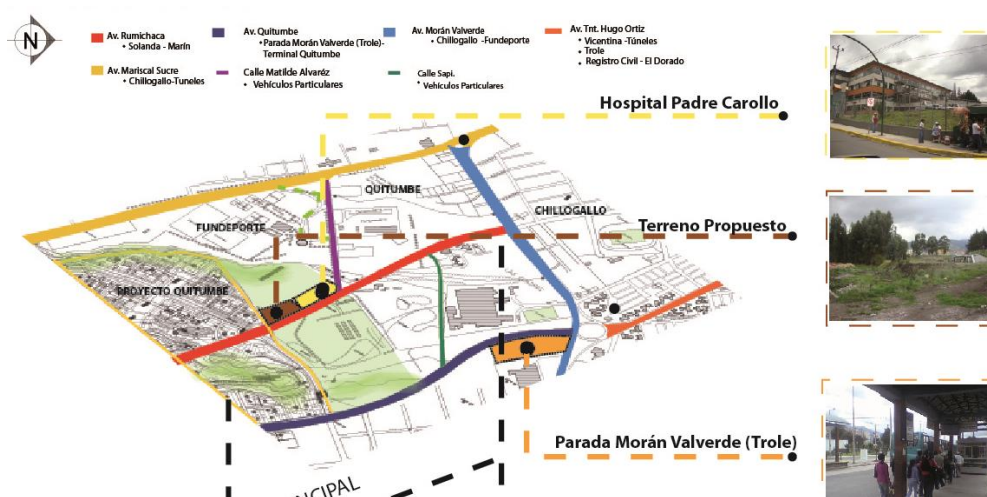 N
Av. Rumichaca
• Solanda - Marín
Av. Quitumbe
•Parada Morán Valverde (Trole)-
Terminal Quitumbe
Av. Morán Valverde
• Chillogallo -Fundeporte
Av. Tnt. Hugo Ortiz
• Vicentina -Túneles
• Trole
• Registro Civil - El Dorado
Av. Mariscal Sucre
• Chillogallo-Tuneles
Calle Matilde Alvaréz
• Vehículos Particulares
Calle Sapi.
• Vehículos Particulares
Hospital Padre Carollo
QUITUMBE
CHILLOGALLO
FUNDEPORTE
Terreno Propuesto
PROYECTO QUITUMBE
Parada Morán Valverde (Trole)
NCIPAL